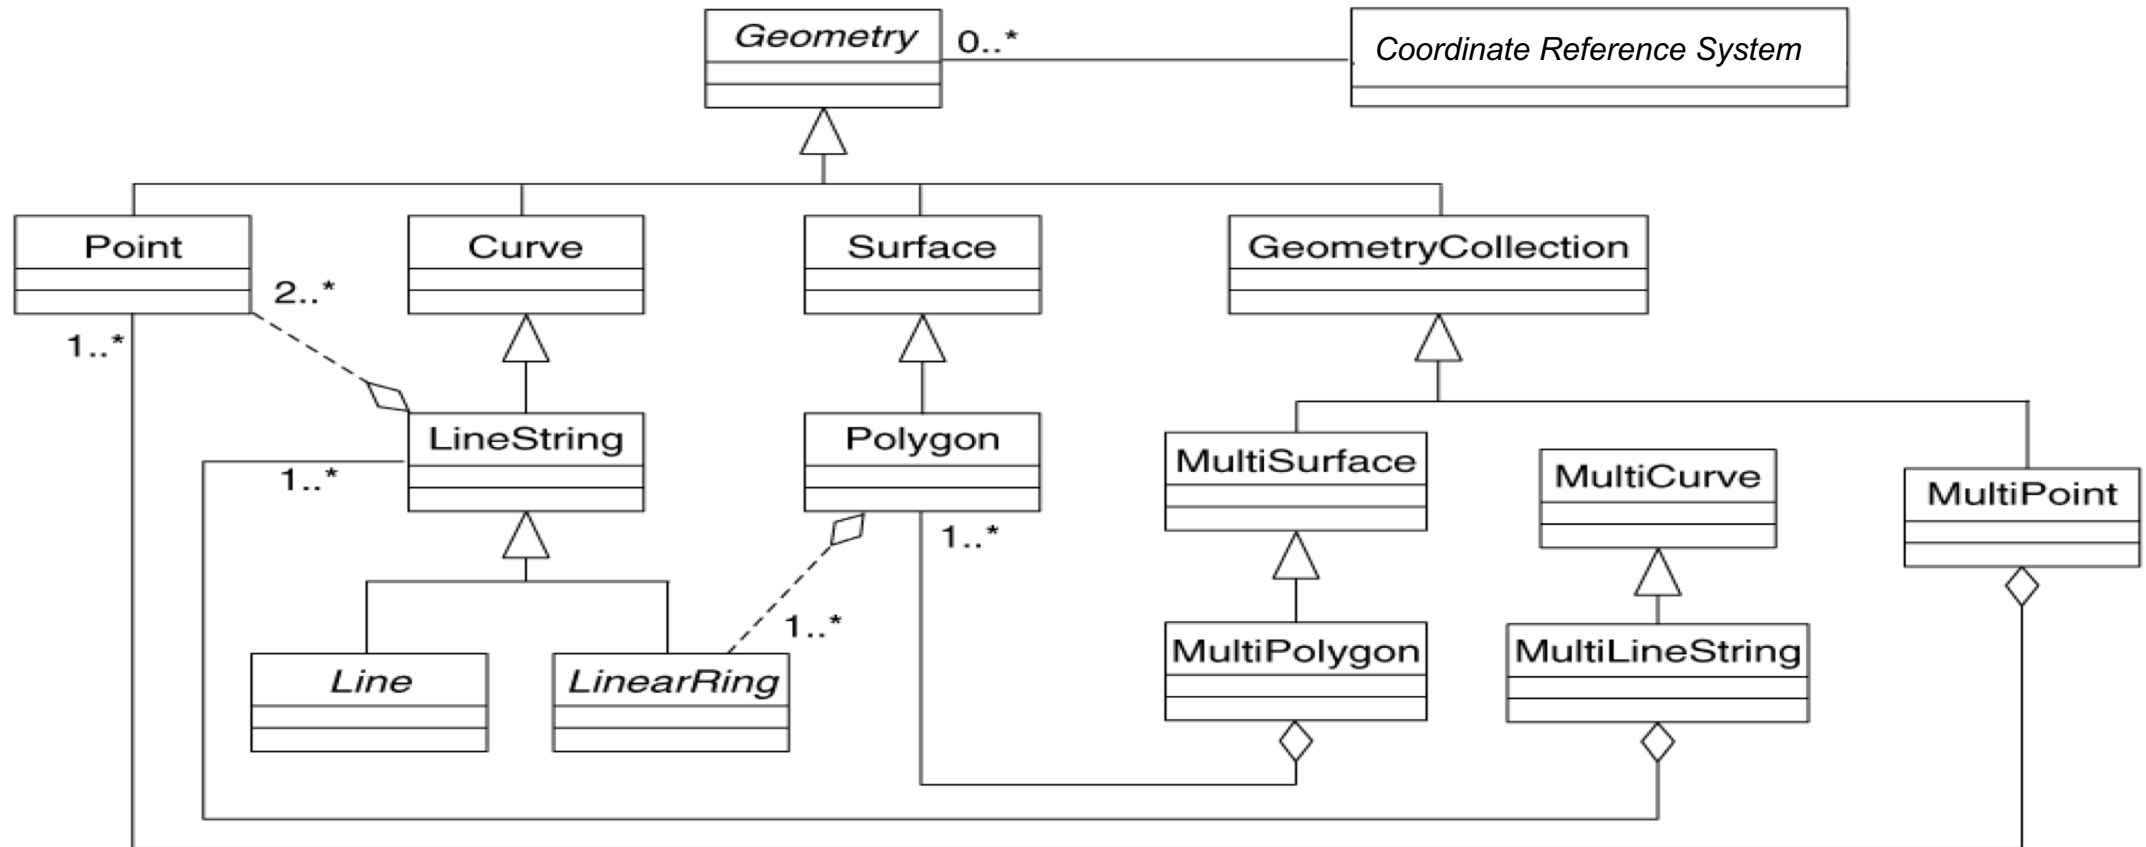 Geometry
0..*
Coordinate Reference System
Point
Curve
Surface
GeometryCollection
2..*
1..*
LineString
Polygon
MultiSurface
MultiCurve
MultiPoint
1..*
1..*
1..*
Line
LinearRing
MultiPolygon
MultiLineString